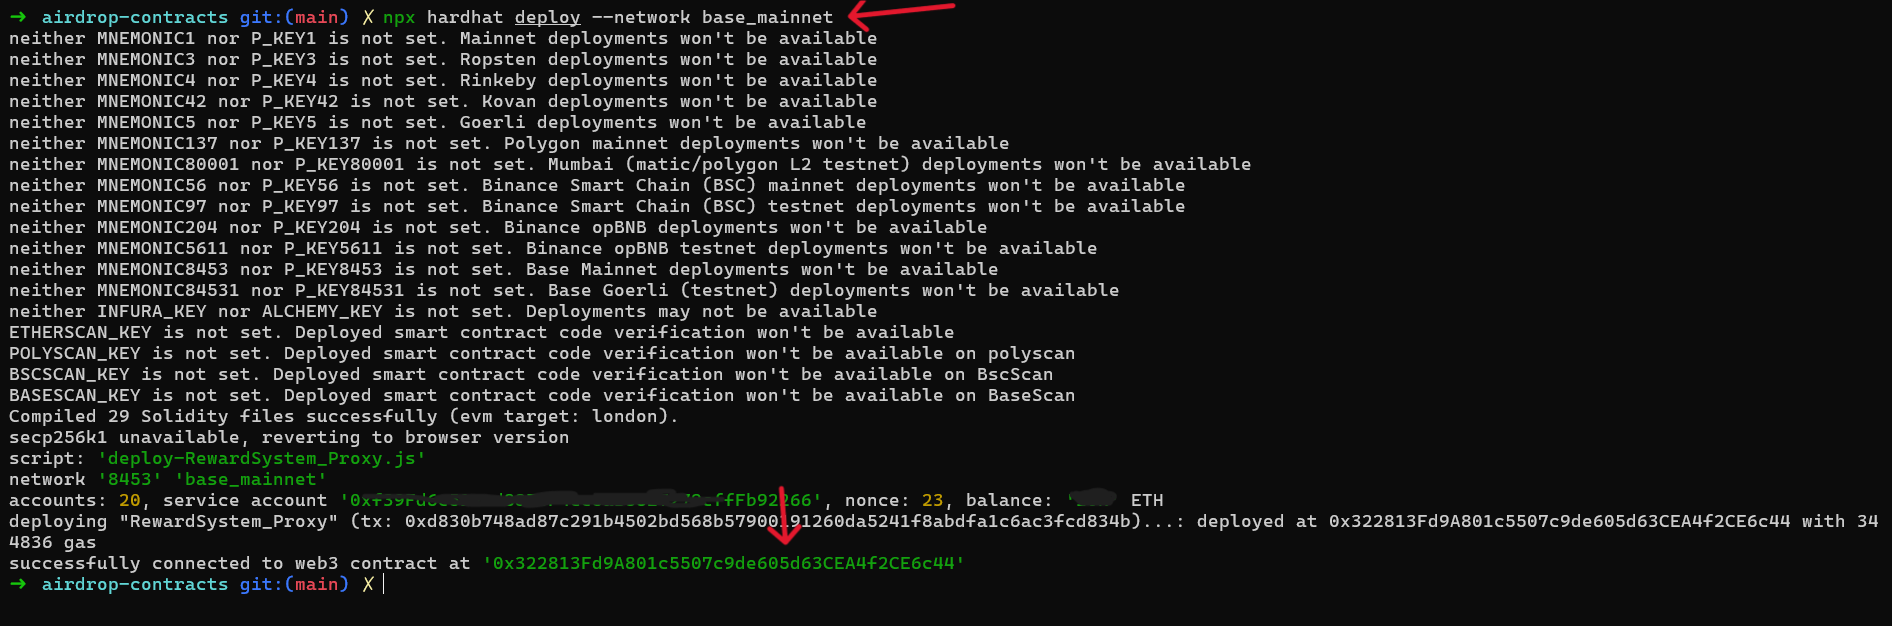 ➜ airdrop-contracts git:(main) ✗ npx hardhat deploy --network base_mainnet
neither MNEMONIC1 nor P_KEY1 is not set. Mainnet deployments won't be available
neither MNEMONIC3 nor P_KEY3 is not set. Ropsten deployments won't be available
neither MNEMONIC4 nor P_KEY4 is not set. Rinkeby deployments won't be available
neither MNEMONIC42 nor P_KEY42 is not set. Kovan deployments won't be available
neither MNEMONIC5 nor P_KEY5 is not set. Goerli deployments won't be available
neither MNEMONIC137 nor P_KEY137 is not set. Polygon mainnet deployments won't be available
neither MNEMONIC80001 nor P_KEY80001 is not set. Mumbai (matic/polygon L2 testnet) deployments won't be available
neither MNEMONIC56 nor P_KEY56 is not set. Binance Smart Chain (BSC) mainnet deployments won't be available
neither MNEMONIC97 nor P_KEY97 is not set. Binance Smart Chain (BSC) testnet deployments won't be available
neither MNEMONIC204 nor P_KEY204 is not set. Binance opBNB deployments won't be available
neither MNEMONIC5611 nor P_KEY5611 is not set. Binance opBNB testnet deployments won't be available
neither MNEMONIC8453 nor P_KEY8453 is not set. Base Mainnet deployments won't be available
neither MNEMONIC84531 nor P_KEY84531 is not set. Base Goerli (testnet) deployments won't be available
neither INFURA_KEY nor ALCHEMY_KEY is not set. Deployments may not be available
ETHERSCAN_KEY is not set. Deployed smart contract code verification won't be available
POLYSCAN_KEY is not set. Deployed smart contract code verification won't be available on polyscan
BSCSCAN_KEY is not set. Deployed smart contract code verification won't be available on BscScan
BASESCAN_KEY is not set. Deployed smart contract code verification won't be available on BaseScan
Compiled 29 Solidity files successfully (evm target: london).
secp256k1 unavailable, reverting to browser version
script: 'deploy-RewardSystem_Proxy.js'
network '8453' 'base_mainnet'
accounts: 20, service account , nonce: 23, balance: ETH
deploying "RewardSystem_Proxy" (tx: ...: deployed at 0x322813Fd9A801c5507c9de605d63CEA4f2CE6c44 with 34
4836 gas
successfully connected to web3 contract at '0x322813Fd9A801c5507c9de605d63CEA4f2CE6c44'
➜ airdrop-contracts git:(main) ✗